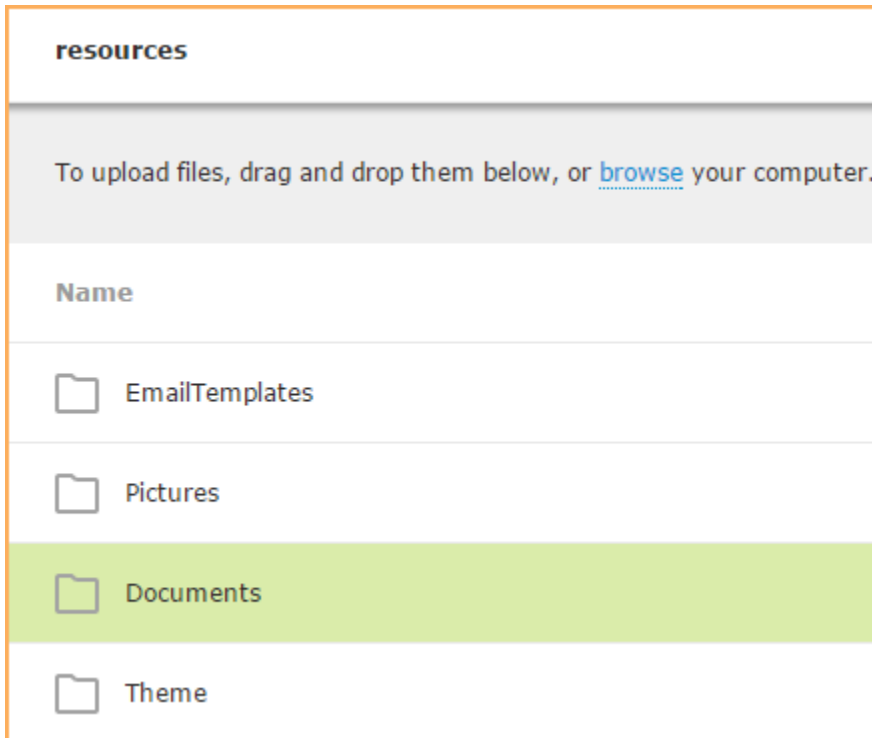 resources
To upload files, drag and drop them below, or browse your computer.
Name
EmailTemplates
Pictures
Documents
Theme